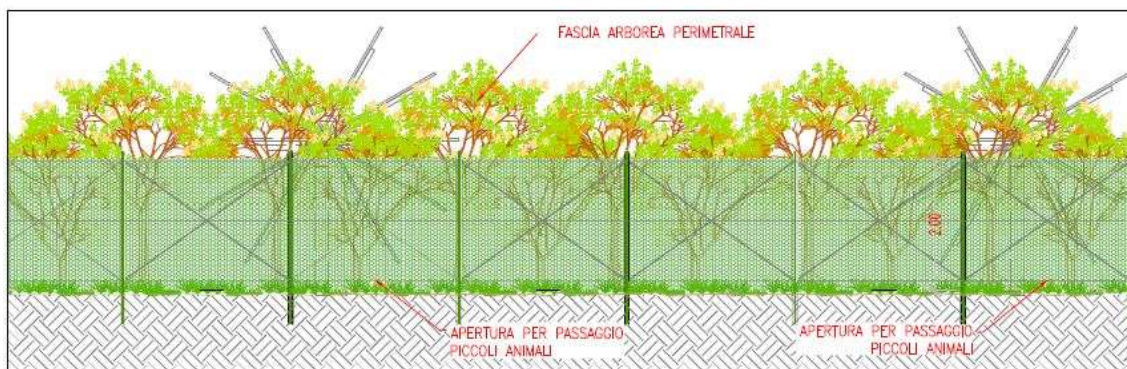 FASCIA ARBOREA PERIMETRALE
2.00
APERTURA PER PASSAGGIO
PICCOLI ANIMALI
APERTURA PER PASSAGGIO
PICCOLI ANIMALI